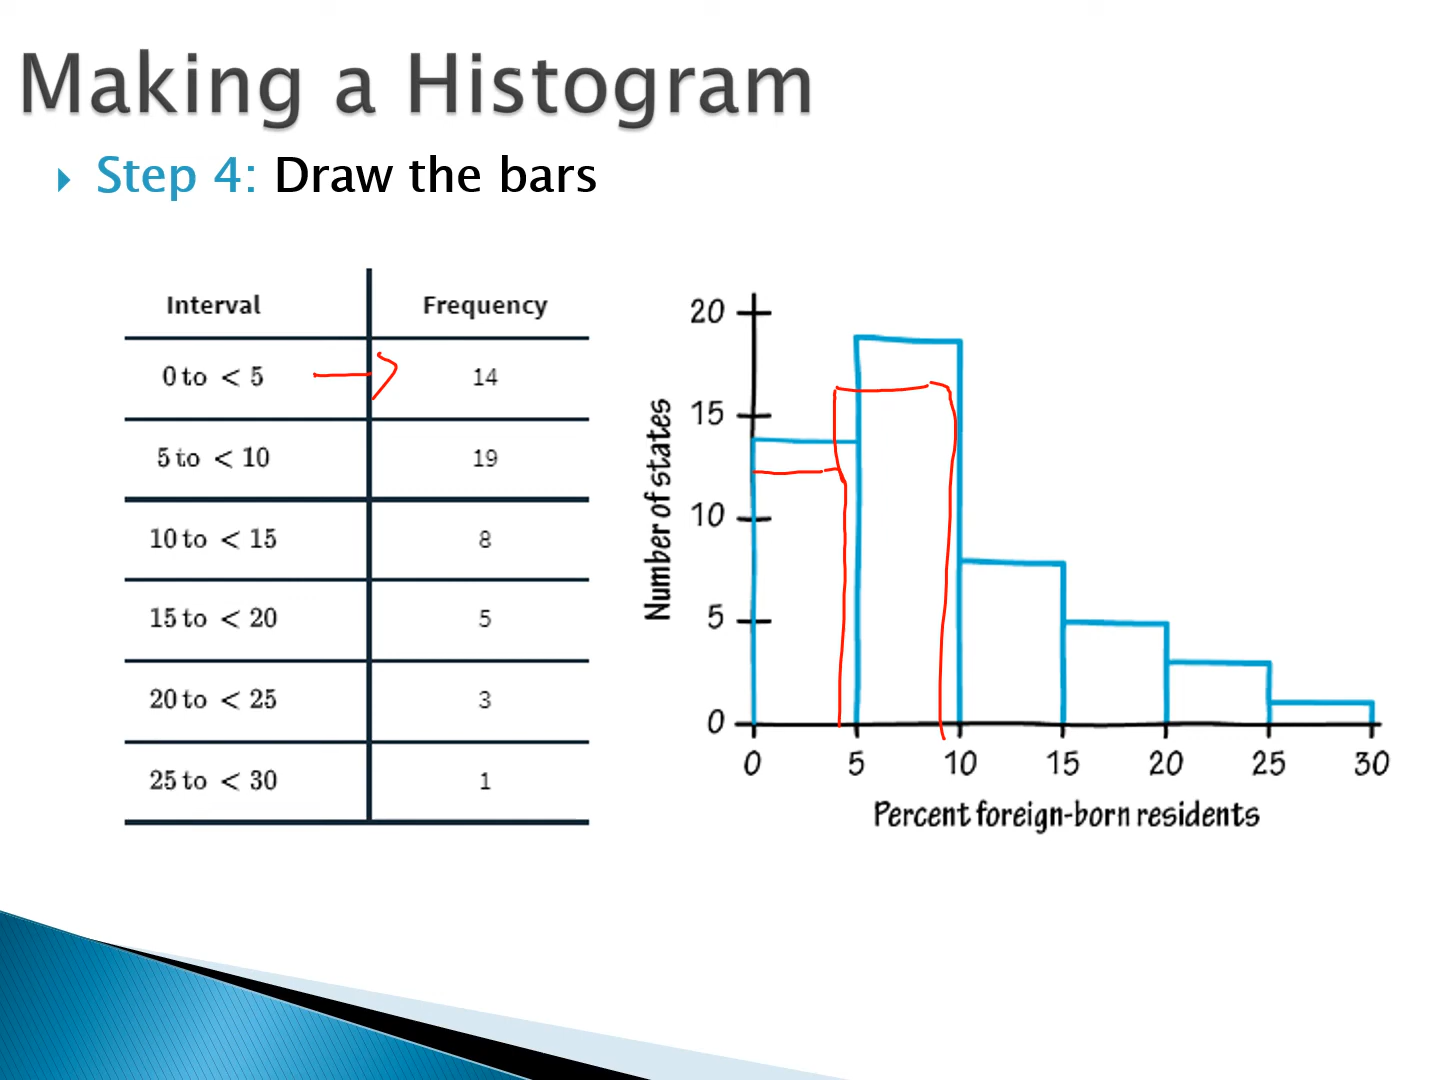 Making a Histogram
Step 4: Draw the bars
Interval Frequency
0 to < 5 14
5 to < 10 19
10 to < 15 8
15 to < 20 5
20 to < 25 3
25 to < 30 1
Number of states
20
15
10
5
0
0 5 10 15 20 25 30
Percent foreign-born residents